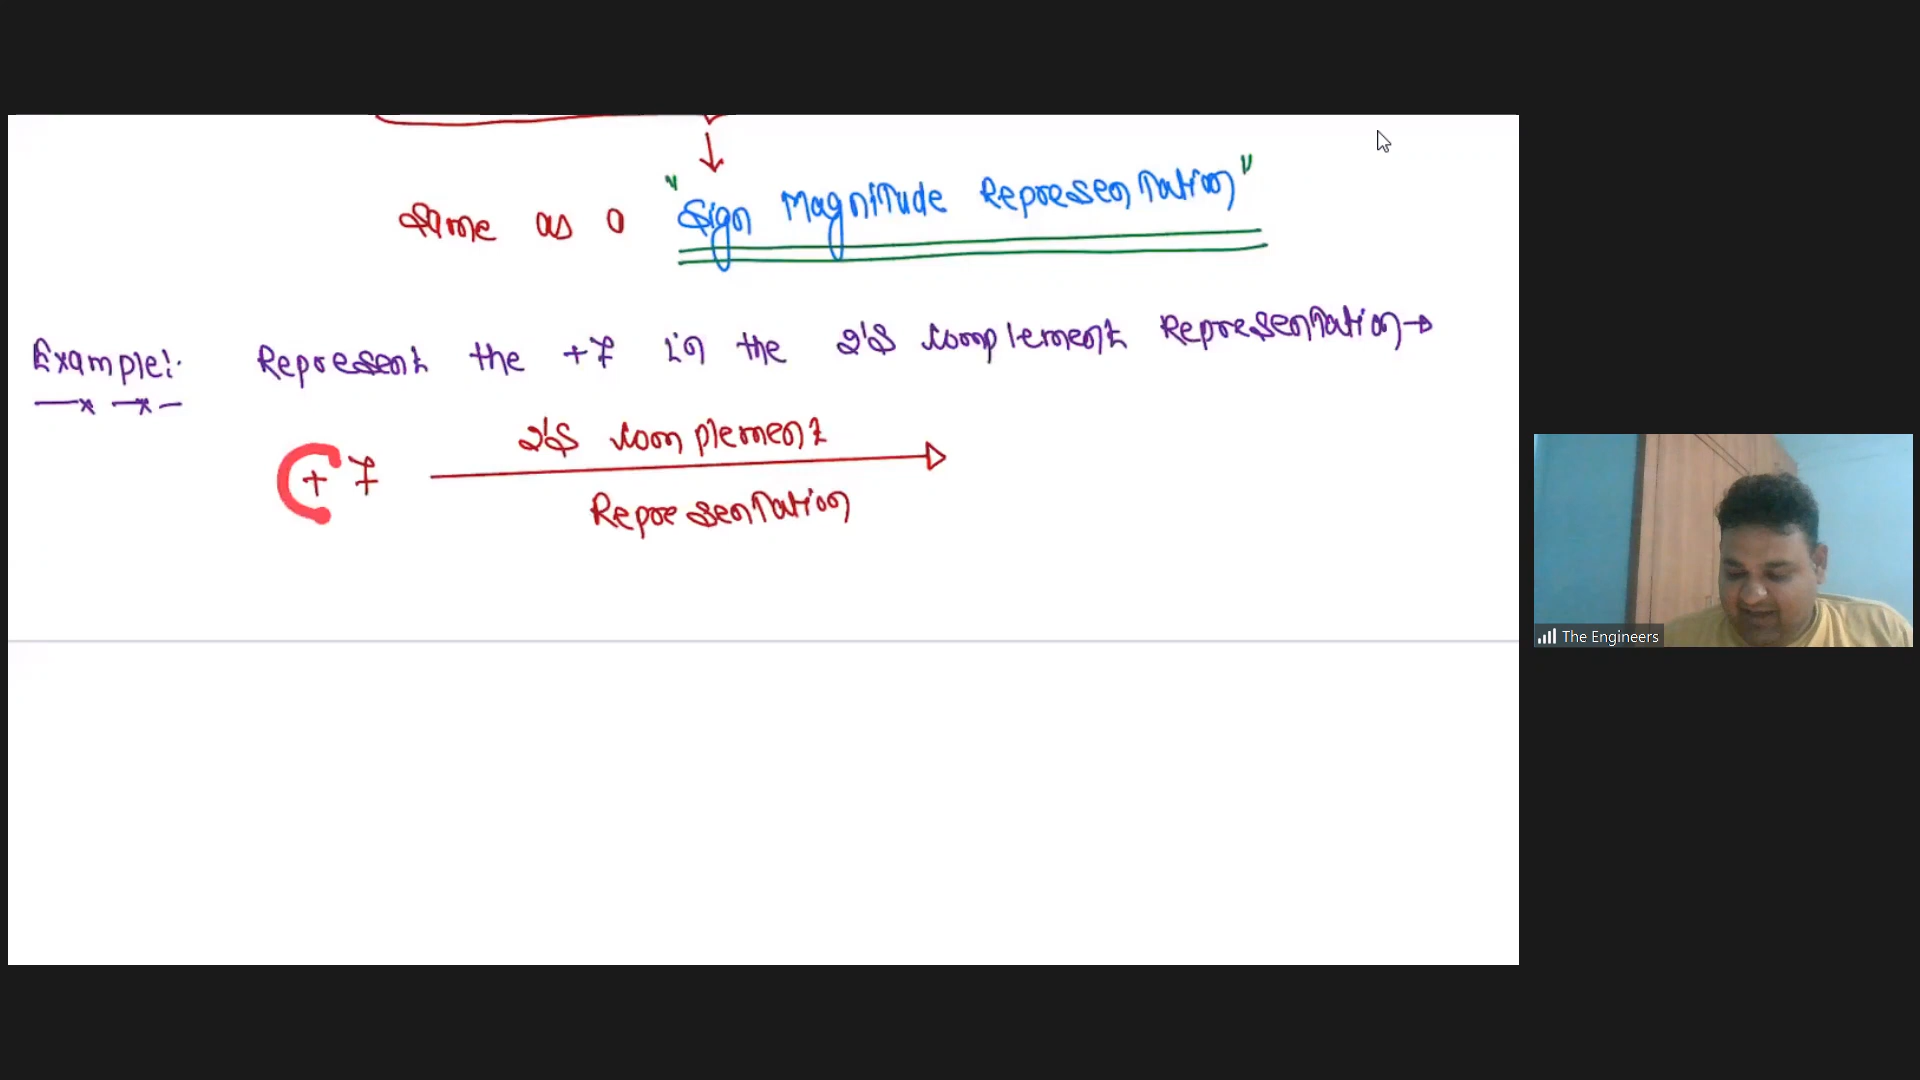 Same as a "Sign Magnitude Representation"
Example:- Represent the +7 in the 2's complement Representation→
+7 2's complement
Representation
The Engineers